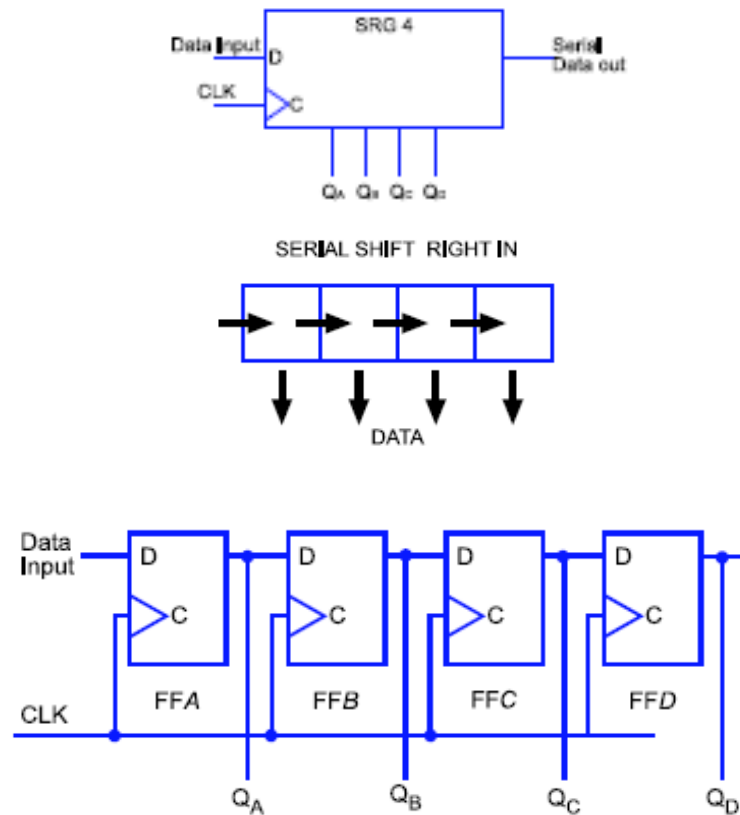 SRG 4
Data Input
D
Serial
Data out
CLK
C
QA QB QC QD
SERIAL SHIFT RIGHT IN
DATA
Data
Input
D D D D
C C C C
FFA FFB FFC FFD
CLK
QA QB QC QD